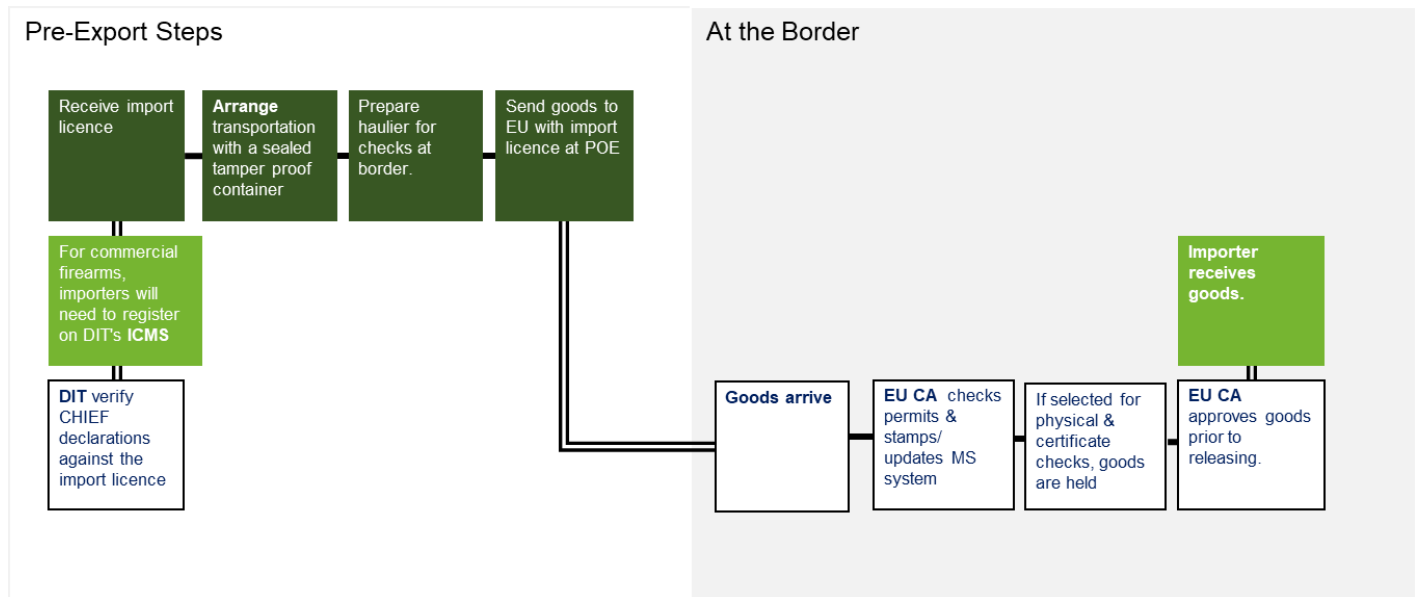 Pre-Export Steps
At the Border
Receive import
licence
Arrange
transportation
with a sealed
tamper proof
container
Prepare
haulier for
checks at
border.
Send goods to
EU with import
licence at POE
For commercial
firearms,
importers will
need to register
on DIT's ICMS
DIT verify
CHIEF
declarations
against the
import licence
Goods arrive
EU CA checks
permits &
stamps/
updates MS
system
If selected for
physical &
certificate
checks, goods
are held
EU CA
approves goods
prior to
releasing.
Importer
receives
goods.